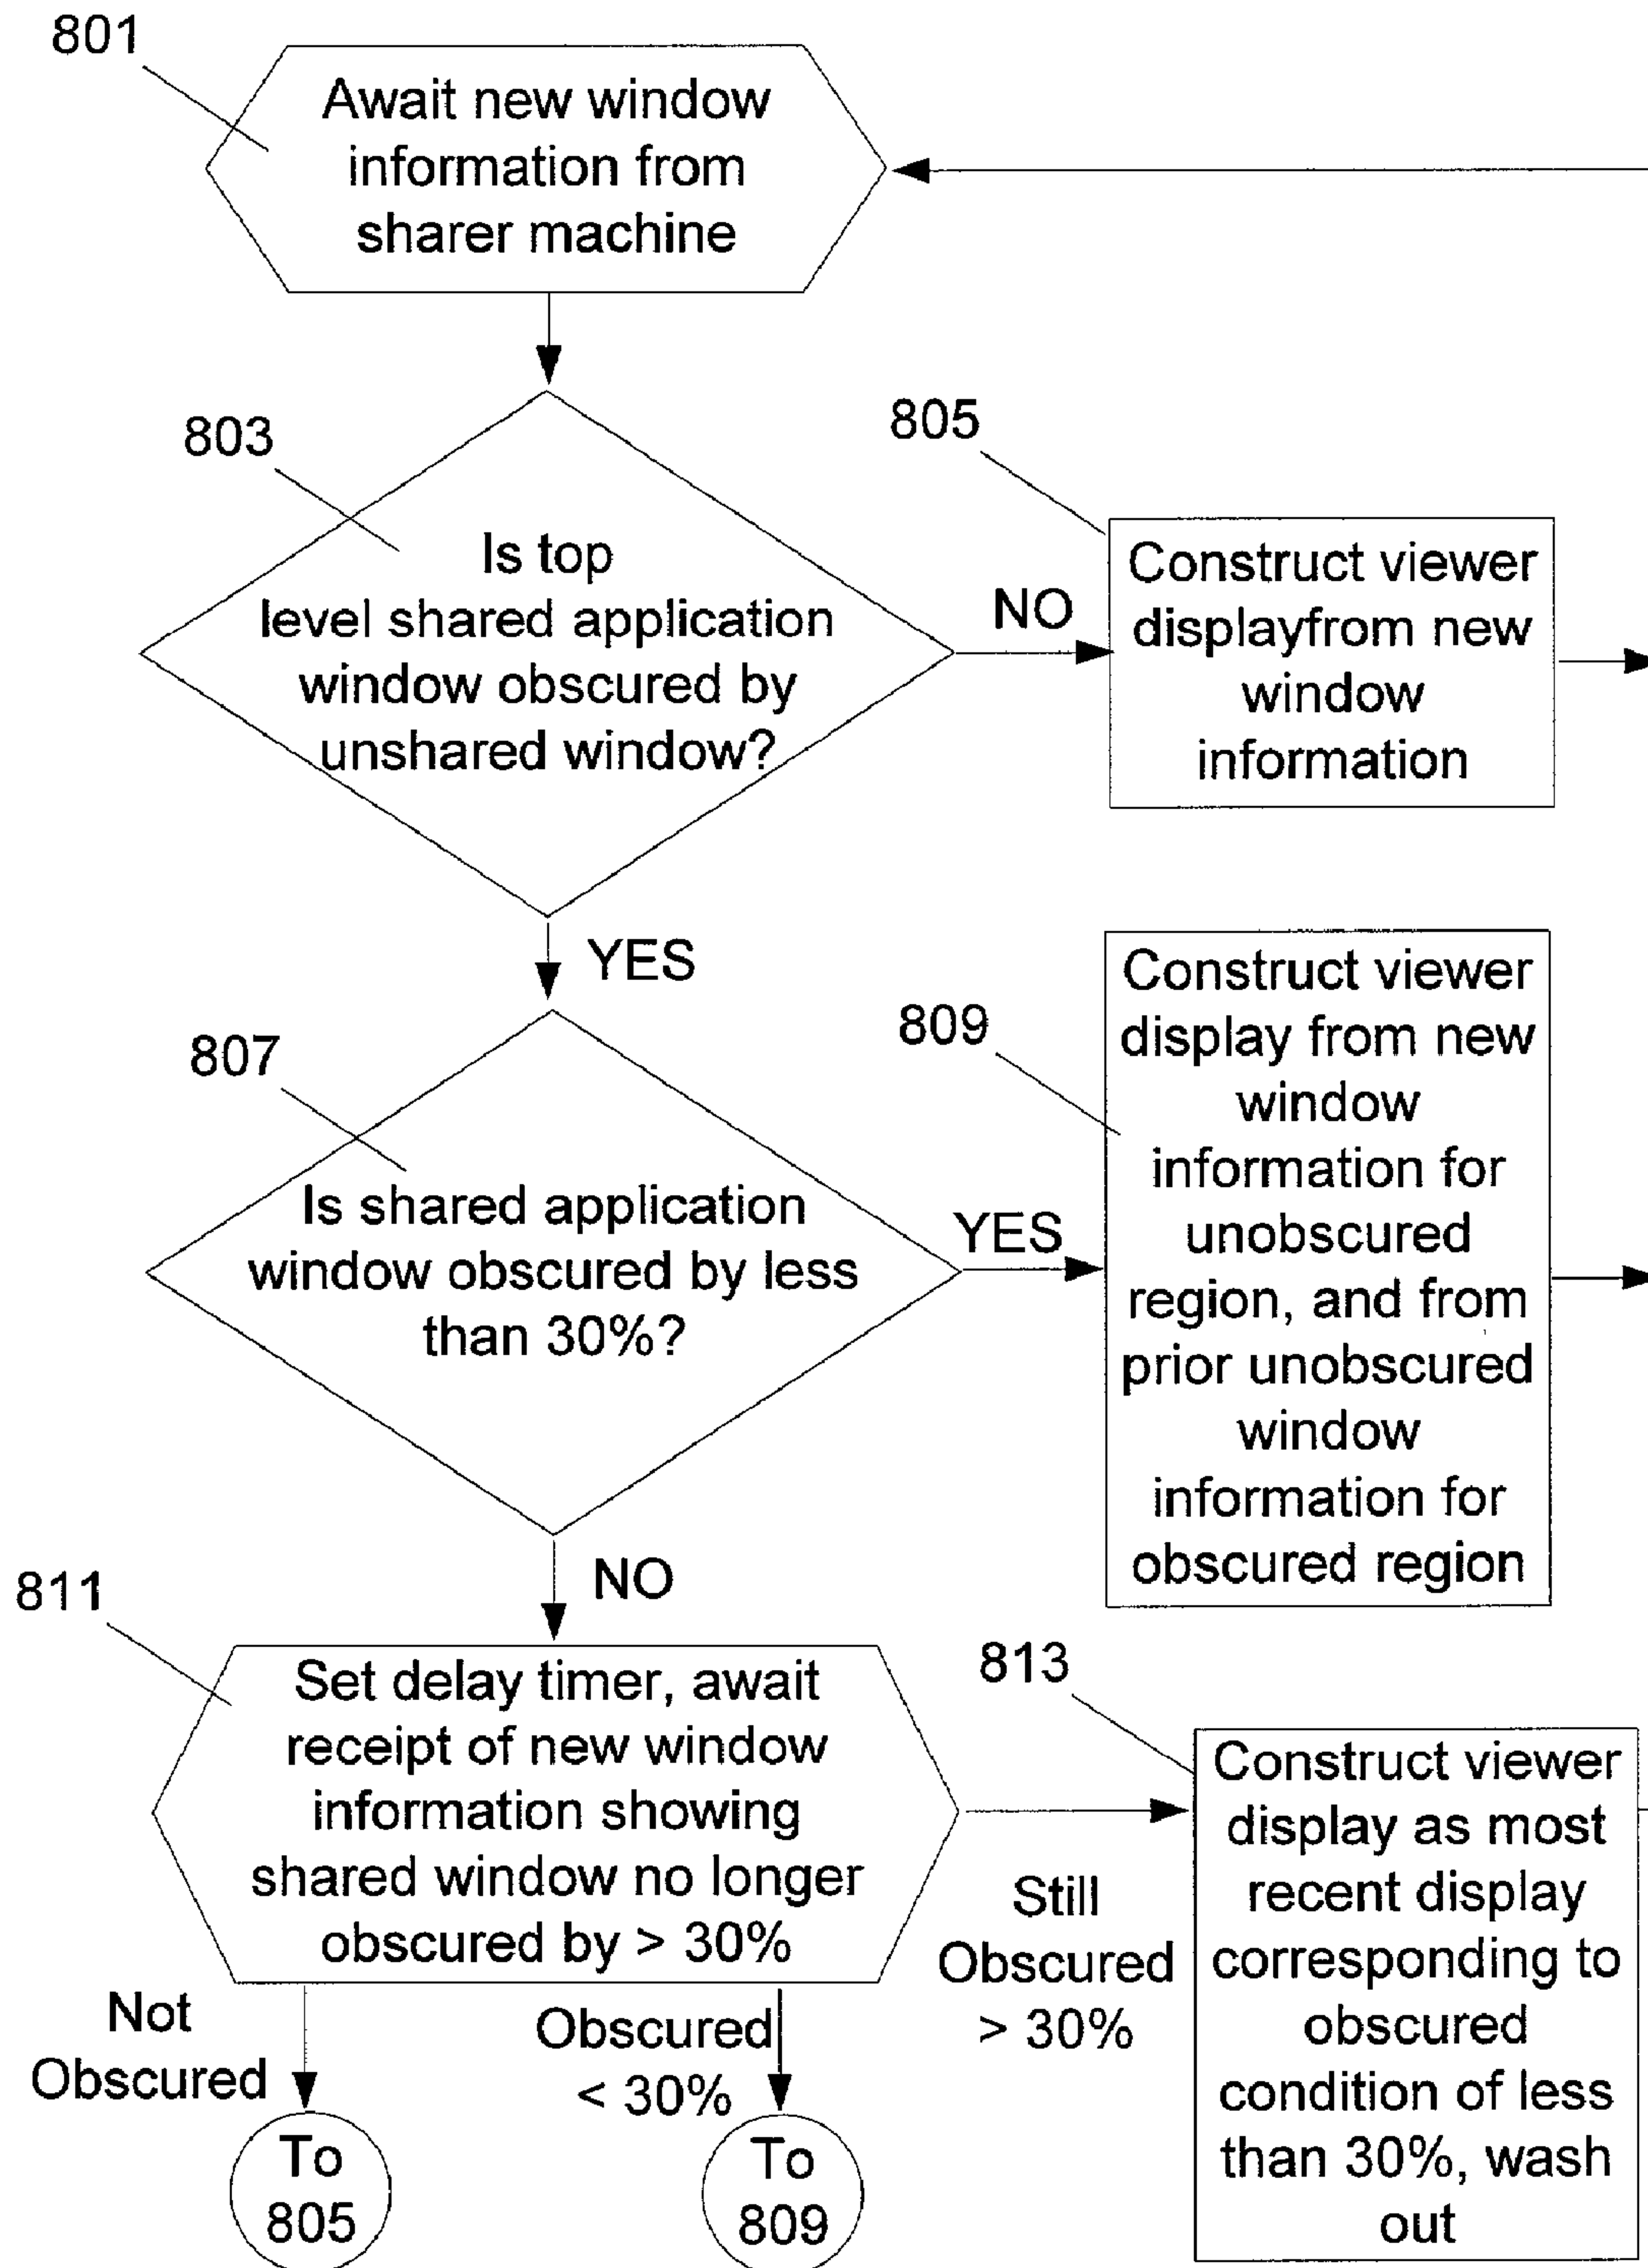 801
Await new window
information from
sharer machine
803
Is top
level shared application
window obscured by
unshared window?
NO
805
Construct viewer
displayfrom new
window
information
YES
807
Is shared application
window obscured by less
than 30%?
YES
809
Construct viewer
display from new
window
information for
unobscured
region, and from
prior unobscured
window
information for
obscured region
NO
811
Set delay timer, await
receipt of new window
information showing
shared window no longer
obscured by > 30%
Still
Obscured
> 30%
813
Construct viewer
display as most
recent display
corresponding to
obscured
condition of less
than 30%, wash
out
Not
Obscured
To
805
Obscured
< 30%
To
809